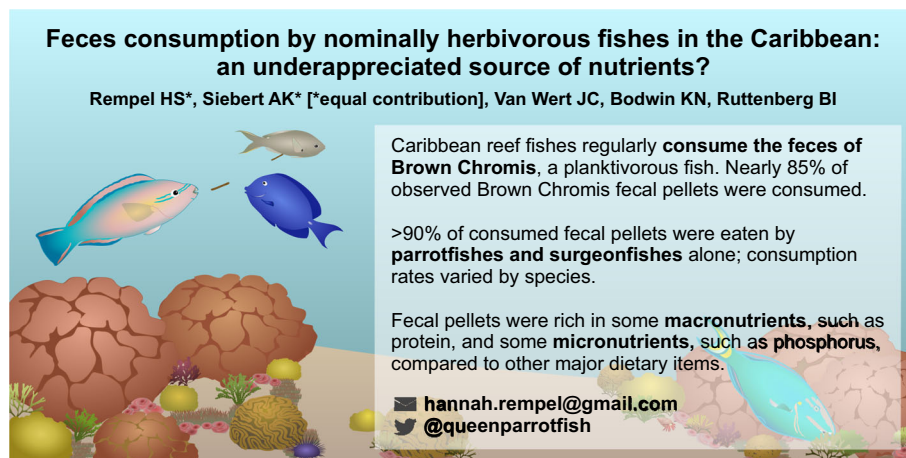 Feces consumption by nominally herbivorous fishes in the Caribbean:
an underappreciated source of nutrients?
Rempel HS*, Siebert AK* [*equal contribution], Van Wert JC, Bodwin KN, Ruttenberg BI
Caribbean reef fishes regularly consume the feces of
Brown Chromis, a planktivorous fish. Nearly 85% of
observed Brown Chromis fecal pellets were consumed.
>90% of consumed fecal pellets were eaten by
parrotfishes and surgeonfishes alone; consumption
rates varied by species.
Fecal pellets were rich in some macronutrients, such as
protein, and some micronutrients, such as phosphorus,
compared to other major dietary items.
hannah.rempel@gmail.com
@queenparrotfish